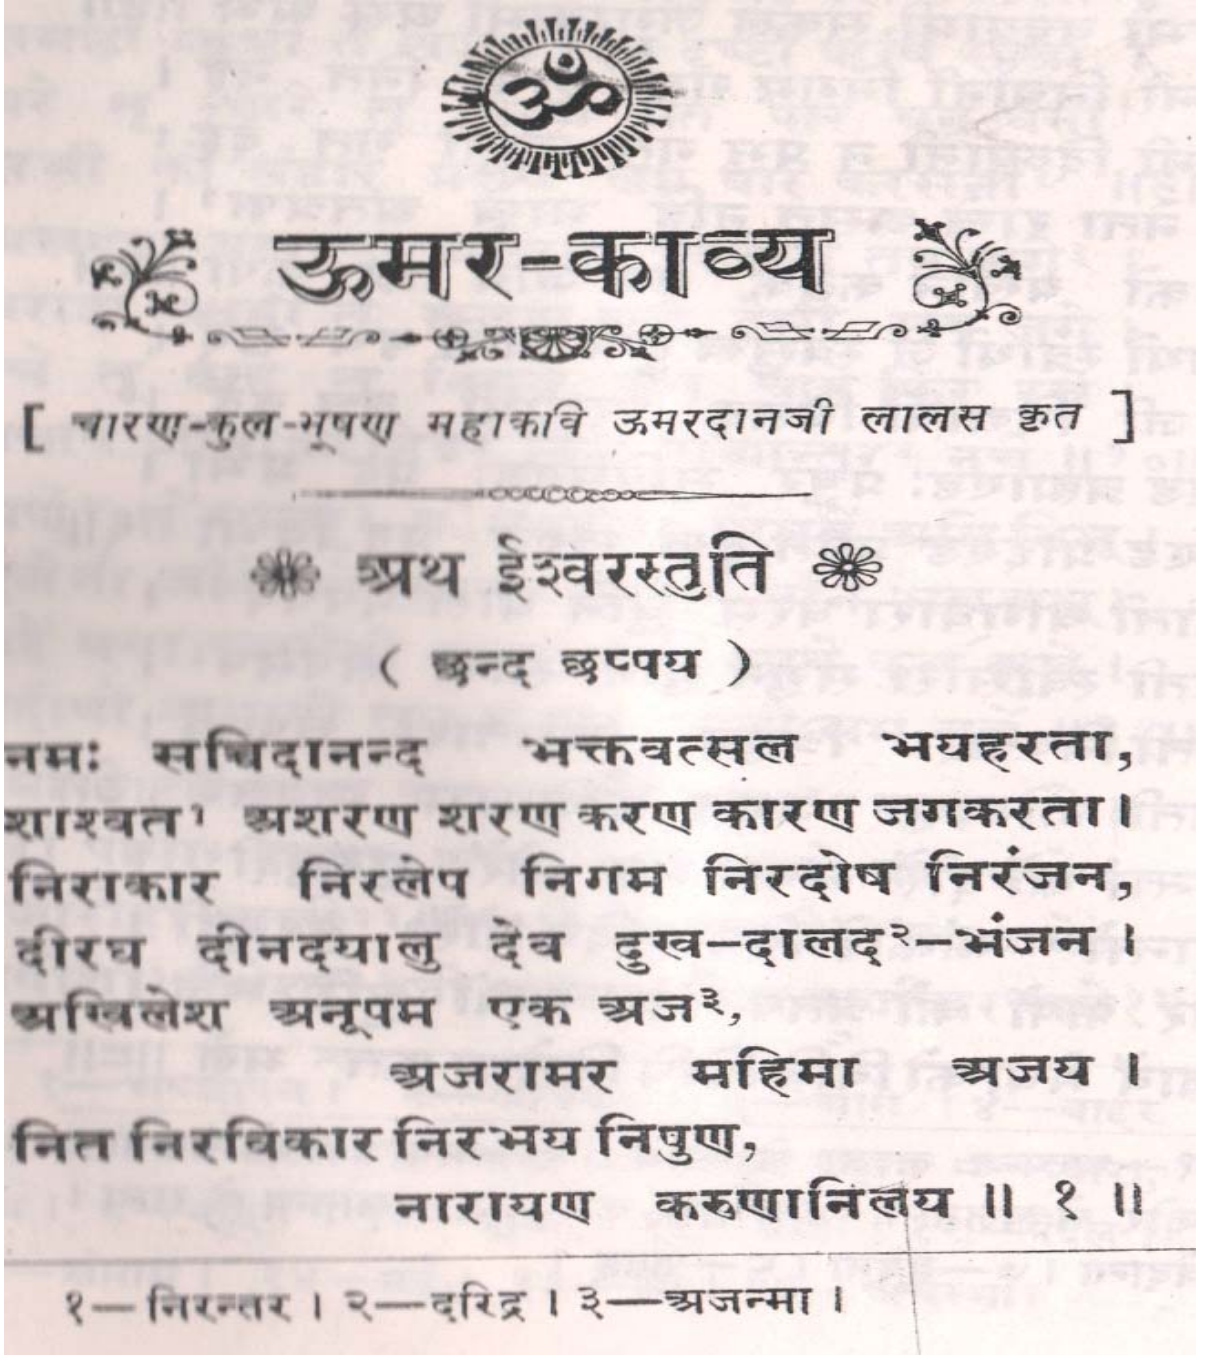 ॐ
ऊमर-काव्य
[ चारण-कुल-भूषण महाकवि ऊमरदानजी लालस कृत ]
अथ ईश्वरस्तुति
( छन्द छप्पय )
नमः सच्चिदानन्द भक्तवत्सल भयहरता,
शाश्वत¹ अशरण शरण करण कारण जगकरता।
निराकार निरलेप निगम निरदोष निरंजन,
दीरघ दीनदयालु देव दुख-दालद²-भंजन ।
अखिलेश अनूपम एक अज³,
अजरामर महिमा अजय ।
नित निरविकार निरभय निपुण,
नारायण करुणानिलय ॥ १ ॥
१—निरन्तर । २—दरिद्र । ३—अजन्मा ।